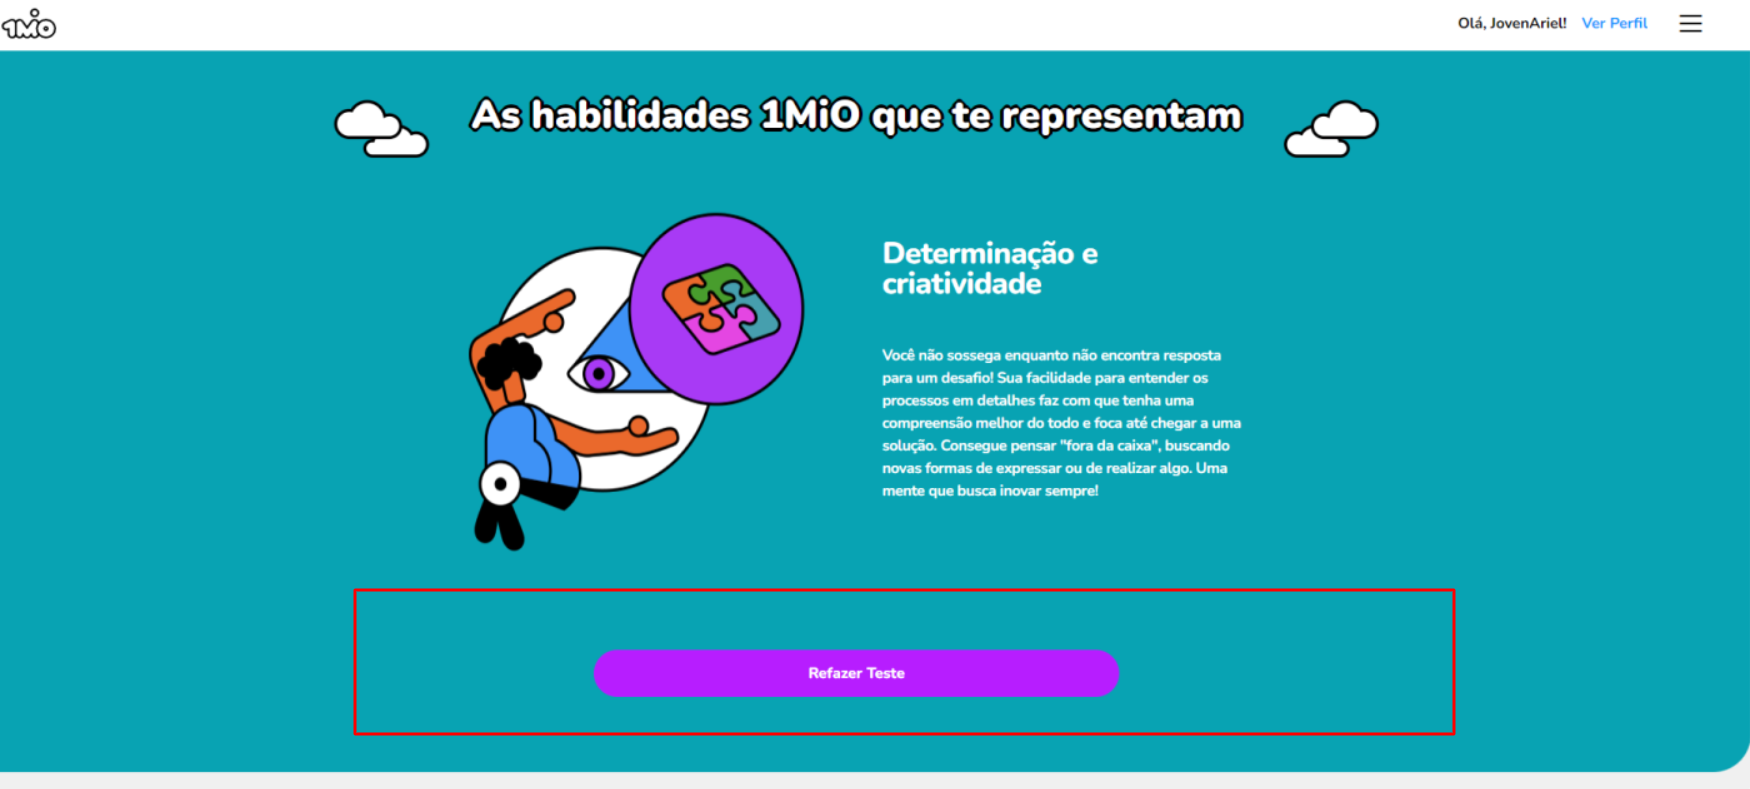 1MiO
Olá, JovenAriel! Ver Perfil
As habilidades 1MiO que te representam
Determinação e
criatividade
Você não sossega enquanto não encontra resposta
para um desafio! Sua facilidade para entender os
processos em detalhes faz com que tenha uma
compreensão melhor do todo e foca até chegar a uma
solução. Consegue pensar "fora da caixa", buscando
novas formas de expressar ou de realizar algo. Uma
mente que busca inovar sempre!
Refazer Teste